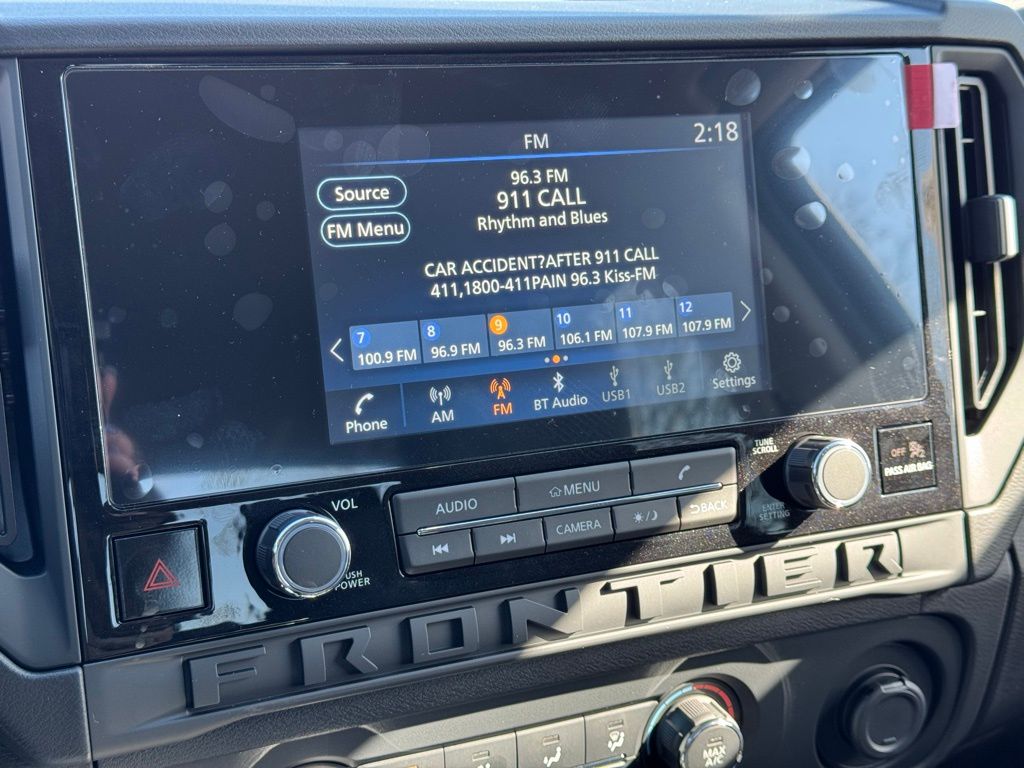 FM
2:18
Source
FM Menu
96.3 FM
911 CALL
Rhythm and Blues
CAR ACCIDENT?AFTER 911 CALL
411,1800-411PAIN 96.3 Kiss-FM
7
100.9 FM
8
96.9 FM
9
96.3 FM
10
106.1 FM
11
107.9 FM
12
107.9 FM
Phone
AM
FM
BT Audio
USB1
USB2
Settings
VOL
AUDIO
MENU
CAMERA
BACK
TUNE
SCROLL
ENTER
SETTING
OFF
PASS AIR BAG
PUSH
POWER
FRONTIER
MAX
A/C